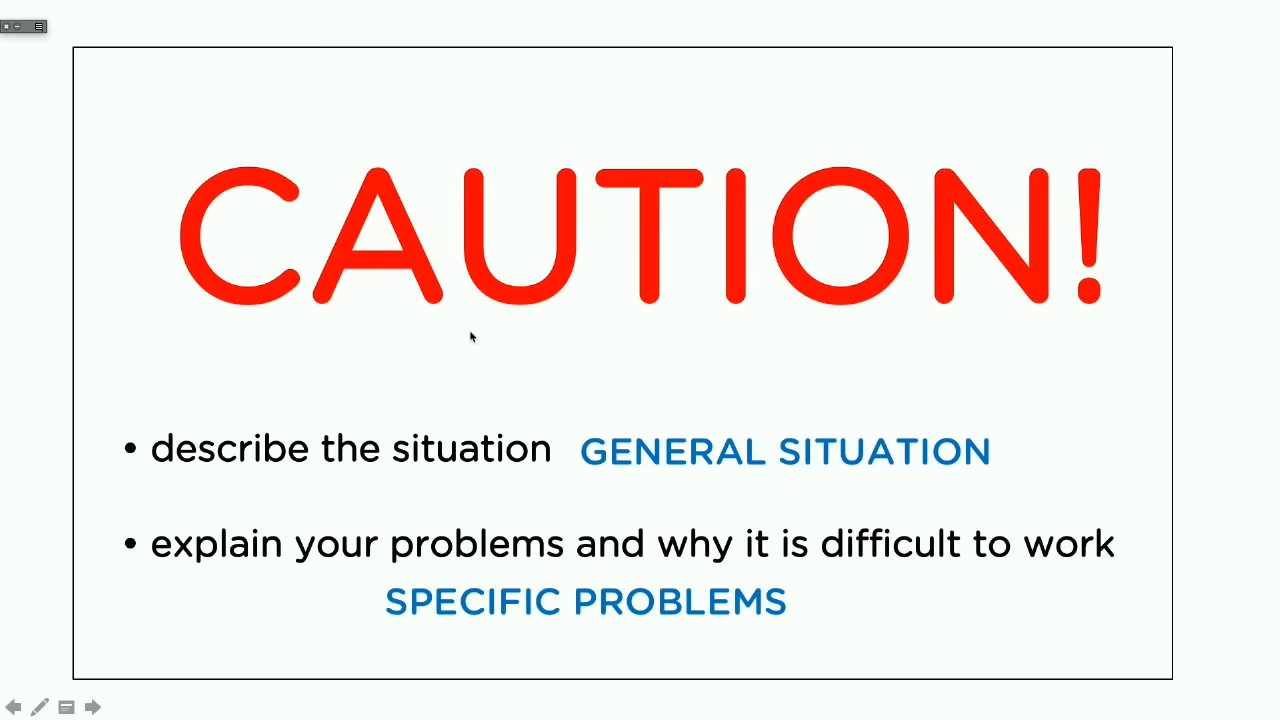 CAUTION!
• describe the situation GENERAL SITUATION
• explain your problems and why it is difficult to work
SPECIFIC PROBLEMS